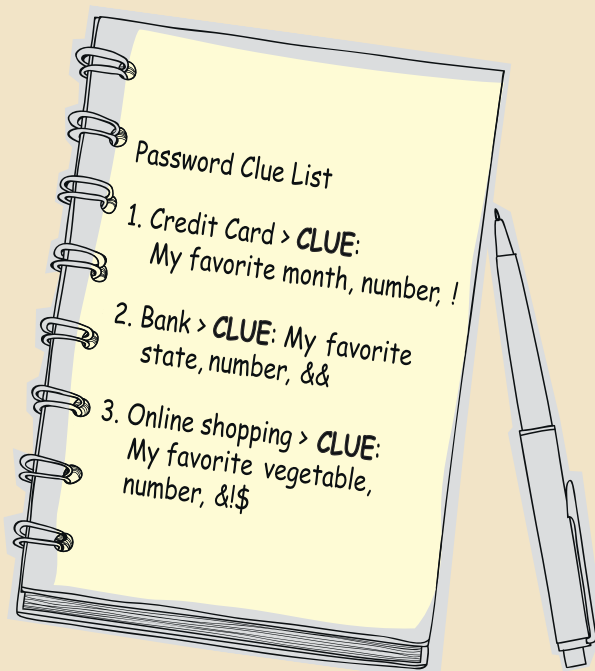 Password Clue List
1. Credit Card > CLUE:
My favorite month, number, !
2. Bank > CLUE: My favorite
state, number, &&
3. Online shopping > CLUE:
My favorite vegetable,
number, &!$